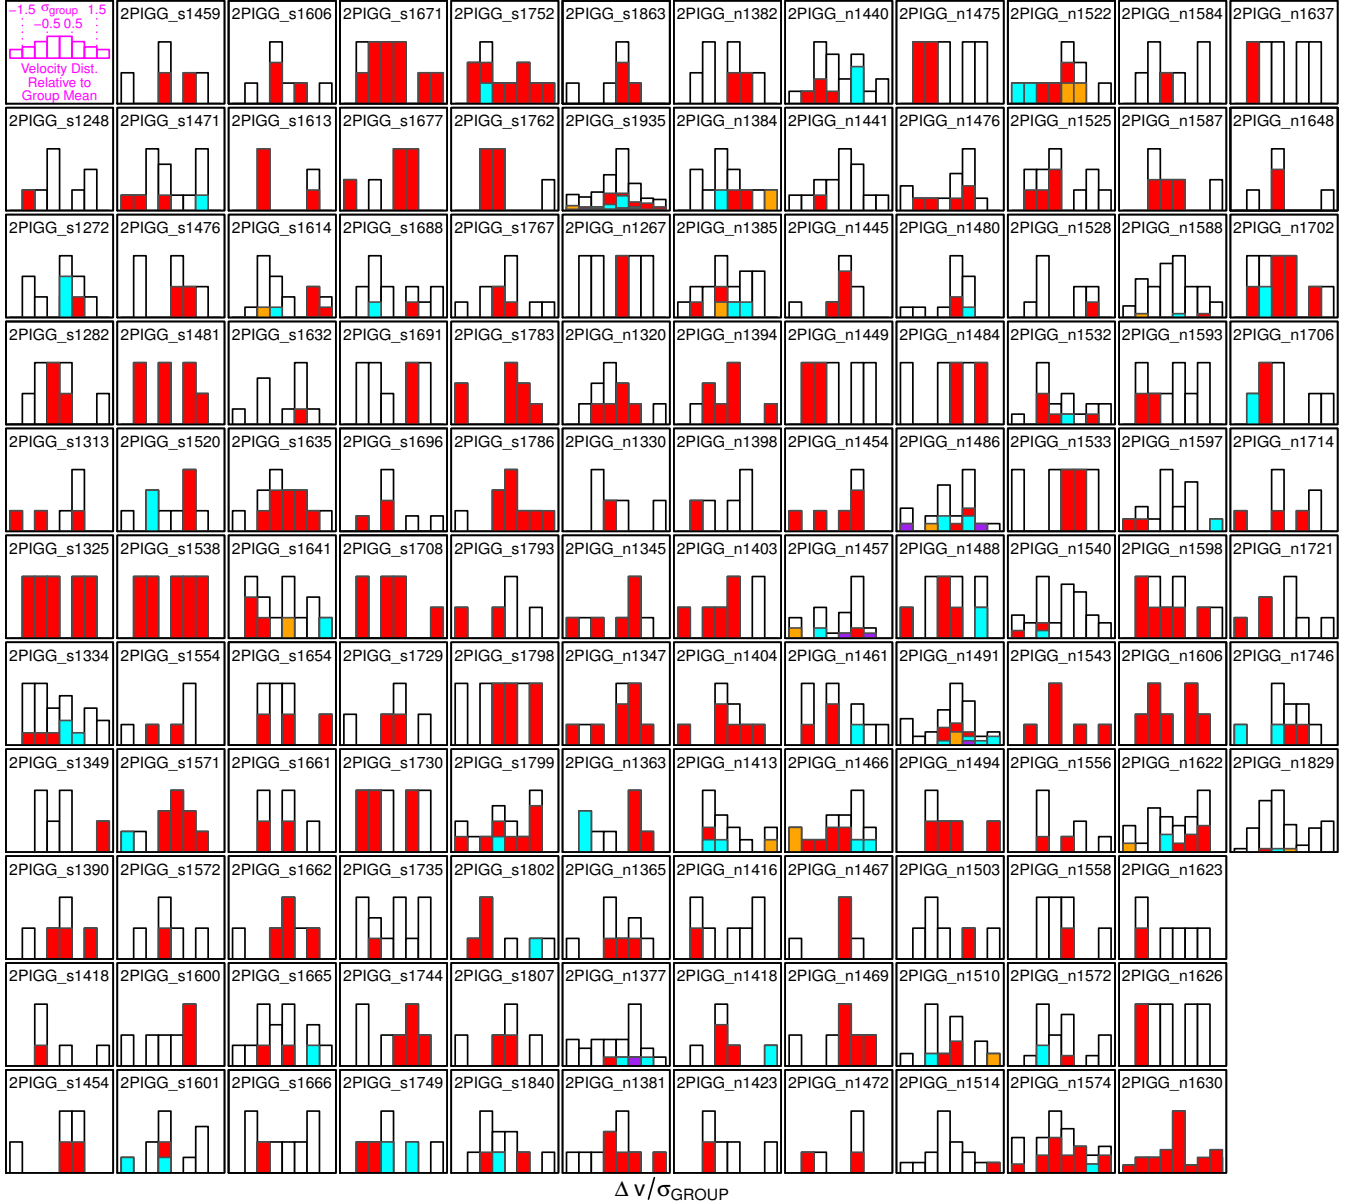 −1.5 σgroup 1.5
−0.5 0.5
Velocity Dist.
Relative to
Group Mean
2PIGG_s1459 2PIGG_s1606 2PIGG_s1671 2PIGG_s1752 2PIGG_s1863 2PIGG_n1382 2PIGG_n1440 2PIGG_n1475 2PIGG_n1522 2PIGG_n1584 2PIGG_n1637
2PIGG_s1248 2PIGG_s1471 2PIGG_s1613 2PIGG_s1677 2PIGG_s1762 2PIGG_s1935 2PIGG_n1384 2PIGG_n1441 2PIGG_n1476 2PIGG_n1525 2PIGG_n1587 2PIGG_n1648
2PIGG_s1272 2PIGG_s1476 2PIGG_s1614 2PIGG_s1688 2PIGG_s1767 2PIGG_n1267 2PIGG_n1385 2PIGG_n1445 2PIGG_n1480 2PIGG_n1528 2PIGG_n1588 2PIGG_n1702
2PIGG_s1282 2PIGG_s1481 2PIGG_s1632 2PIGG_s1691 2PIGG_s1783 2PIGG_n1320 2PIGG_n1394 2PIGG_n1449 2PIGG_n1484 2PIGG_n1532 2PIGG_n1593 2PIGG_n1706
2PIGG_s1313 2PIGG_s1520 2PIGG_s1635 2PIGG_s1696 2PIGG_s1786 2PIGG_n1330 2PIGG_n1398 2PIGG_n1454 2PIGG_n1486 2PIGG_n1533 2PIGG_n1597 2PIGG_n1714
2PIGG_s1325 2PIGG_s1538 2PIGG_s1641 2PIGG_s1708 2PIGG_s1793 2PIGG_n1345 2PIGG_n1403 2PIGG_n1457 2PIGG_n1488 2PIGG_n1540 2PIGG_n1598 2PIGG_n1721
2PIGG_s1334 2PIGG_s1554 2PIGG_s1654 2PIGG_s1729 2PIGG_s1798 2PIGG_n1347 2PIGG_n1404 2PIGG_n1461 2PIGG_n1491 2PIGG_n1543 2PIGG_n1606 2PIGG_n1746
2PIGG_s1349 2PIGG_s1571 2PIGG_s1661 2PIGG_s1730 2PIGG_s1799 2PIGG_n1363 2PIGG_n1413 2PIGG_n1466 2PIGG_n1494 2PIGG_n1556 2PIGG_n1622 2PIGG_n1829
2PIGG_s1390 2PIGG_s1572 2PIGG_s1662 2PIGG_s1735 2PIGG_s1802 2PIGG_n1365 2PIGG_n1416 2PIGG_n1467 2PIGG_n1503 2PIGG_n1558 2PIGG_n1623
2PIGG_s1418 2PIGG_s1600 2PIGG_s1665 2PIGG_s1744 2PIGG_s1807 2PIGG_n1377 2PIGG_n1418 2PIGG_n1469 2PIGG_n1510 2PIGG_n1572 2PIGG_n1626
2PIGG_s1454 2PIGG_s1601 2PIGG_s1666 2PIGG_s1749 2PIGG_s1840 2PIGG_n1381 2PIGG_n1423 2PIGG_n1472 2PIGG_n1514 2PIGG_n1574 2PIGG_n1630
Δ v/σGROUP